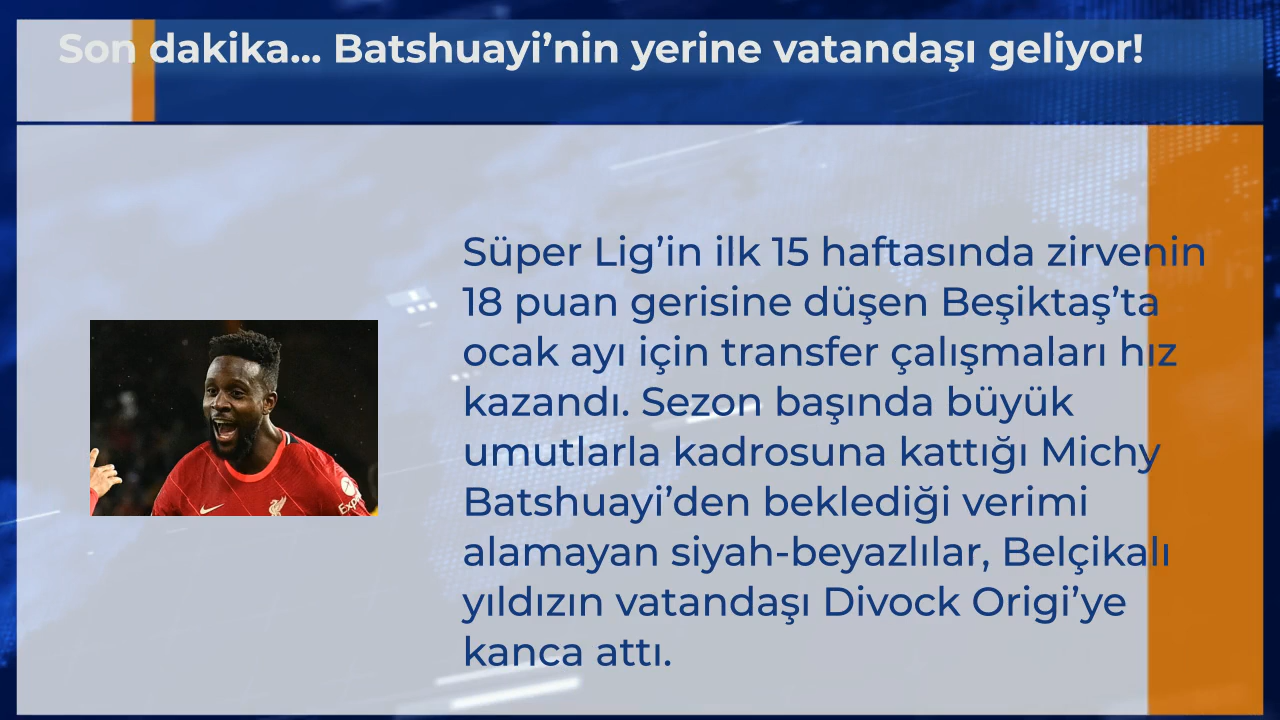 Son dakika... Batshuayi’nin yerine vatandaşı geliyor!
Süper Lig’in ilk 15 haftasında zirvenin
18 puan gerisine düşen Beşiktaş’ta
ocak ayı için transfer çalışmaları hız
kazandı. Sezon başında büyük
umutlarla kadrosuna kattığı Michy
Batshuayi’den beklediği verimi
alamayan siyah-beyazlılar, Belçikalı
yıldızın vatandaşı Divock Origi’ye
kanca attı.